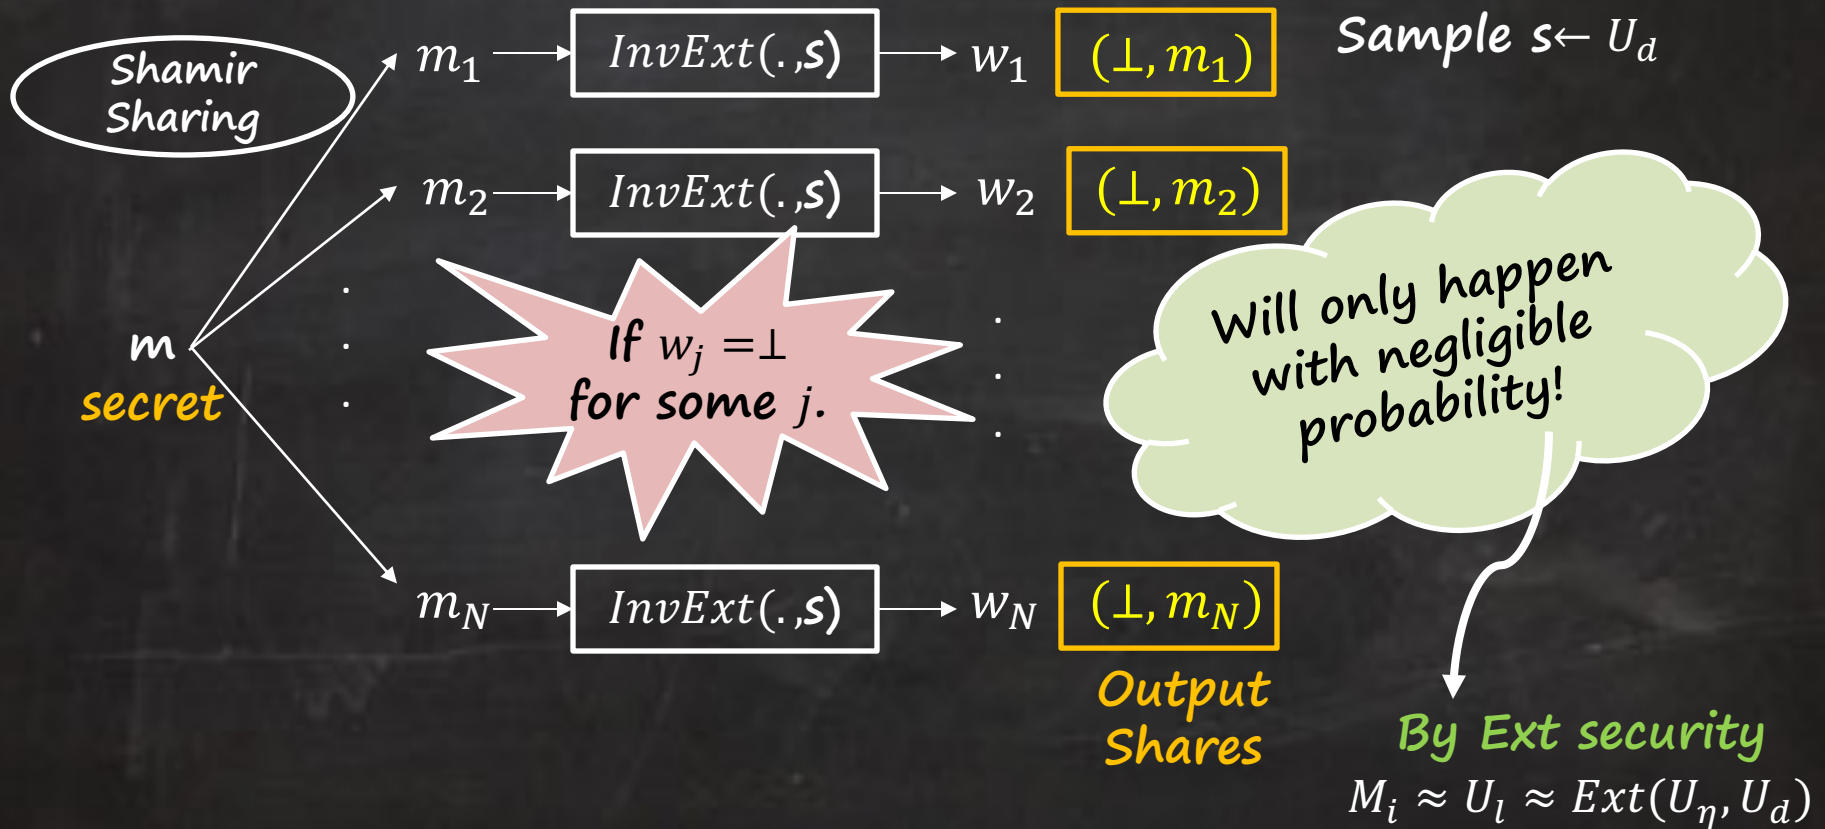 Shamir
Sharing
m₁ InvExt(.,s) w₁ (⊥, m₁)
Sample s← U_d
m₂ InvExt(.,s) w₂ (⊥, m₂)
.
.
.
m
secret
If w_j =⊥
for some j.
.
.
.
Will only happen
with negligible
probability!
m_N InvExt(.,s) w_N (⊥, m_N)
Output
Shares
By Ext security
M_i ≈ U_l ≈ Ext(U_η, U_d)